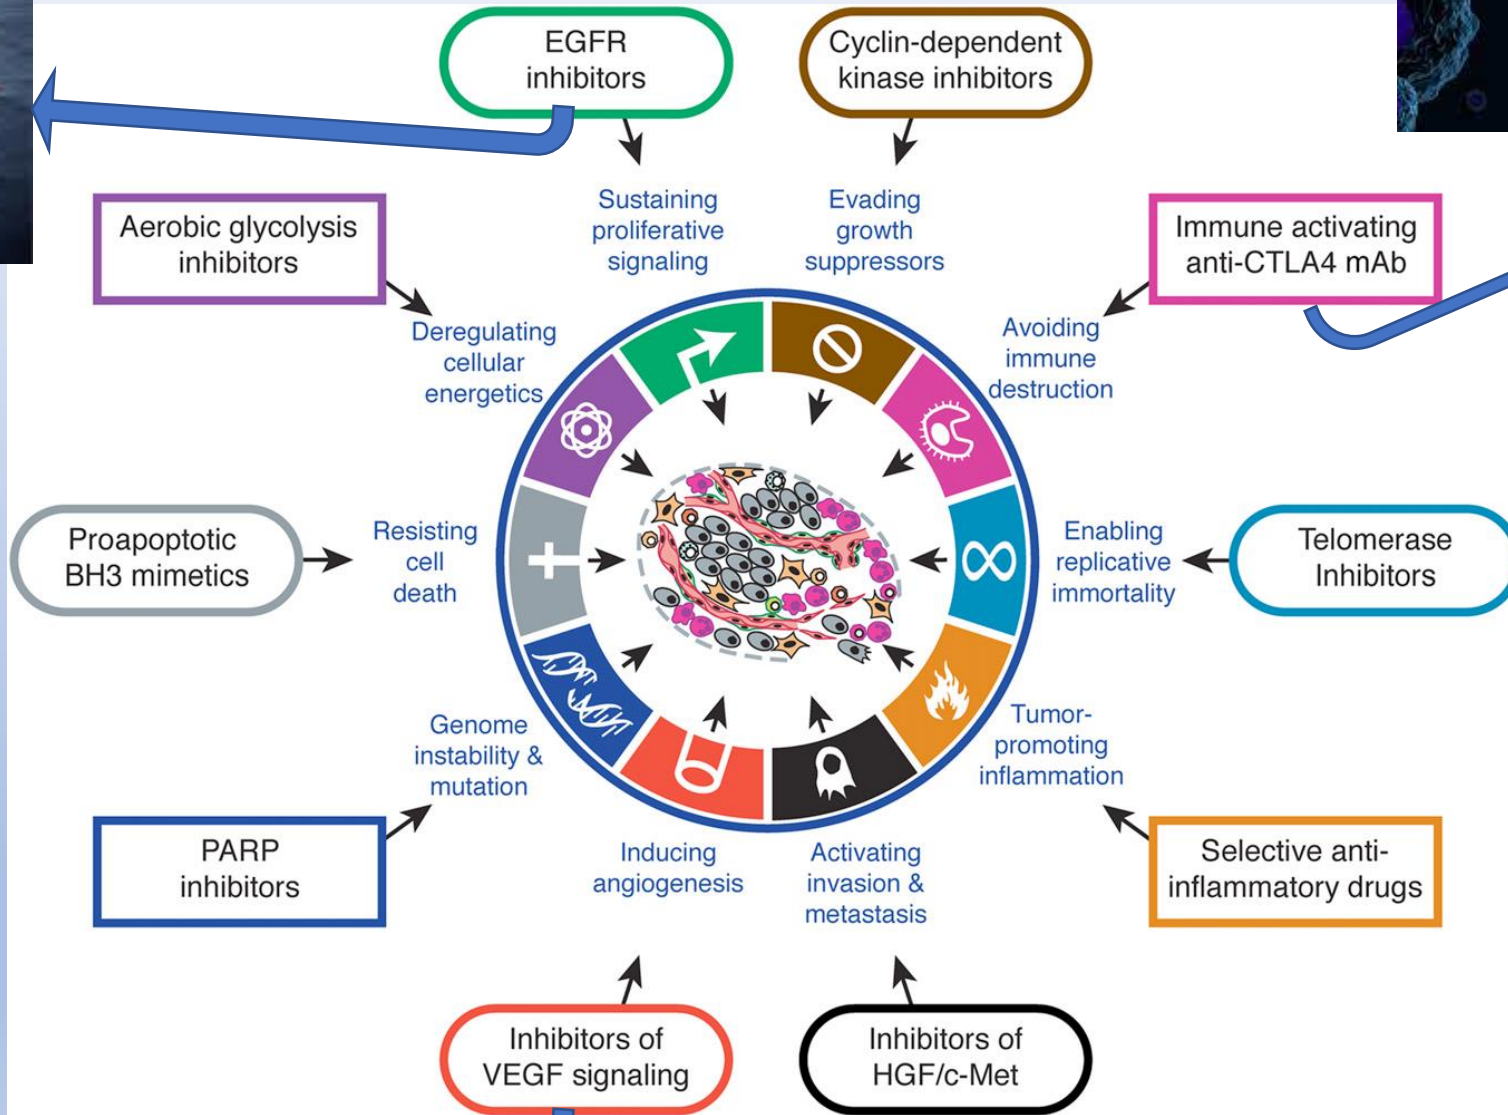 EGFR
inhibitors
Cyclin-dependent
kinase inhibitors
Aerobic glycolysis
inhibitors
Sustaining
proliferative
signaling
Evading
growth
suppressors
Immune activating
anti-CTLA4 mAb
Deregulating
cellular
energetics
Avoiding
immune
destruction
Proapoptotic
BH3 mimetics
Resisting
cell
death
Enabling
replicative
immortality
Telomerase
Inhibitors
Genome
instability &
mutation
Tumor-
promoting
inflammation
PARP
inhibitors
Inducing
angiogenesis
Activating
invasion &
metastasis
Selective anti-
inflammatory drugs
Inhibitors of
VEGF signaling
Inhibitors of
HGF/c-Met